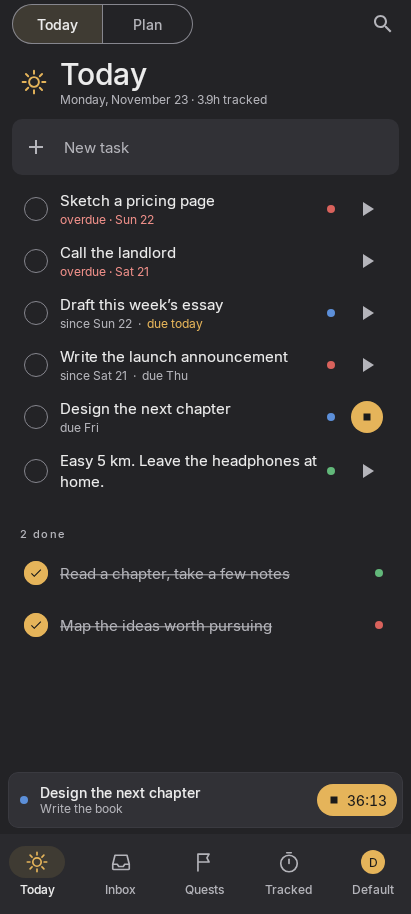 Today
Plan
Today
Monday, November 23 · 3.9h tracked
New task
Sketch a pricing page
overdue · Sun 22
Call the landlord
overdue · Sat 21
Draft this week’s essay
since Sun 22 · due today
Write the launch announcement
since Sat 21 · due Thu
Design the next chapter
due Fri
Easy 5 km. Leave the headphones at
home.
2 done
Read a chapter, take a few notes
Map the ideas worth pursuing
Design the next chapter
Write the book
36:13
D
Today
Inbox
Quests
Tracked
Default